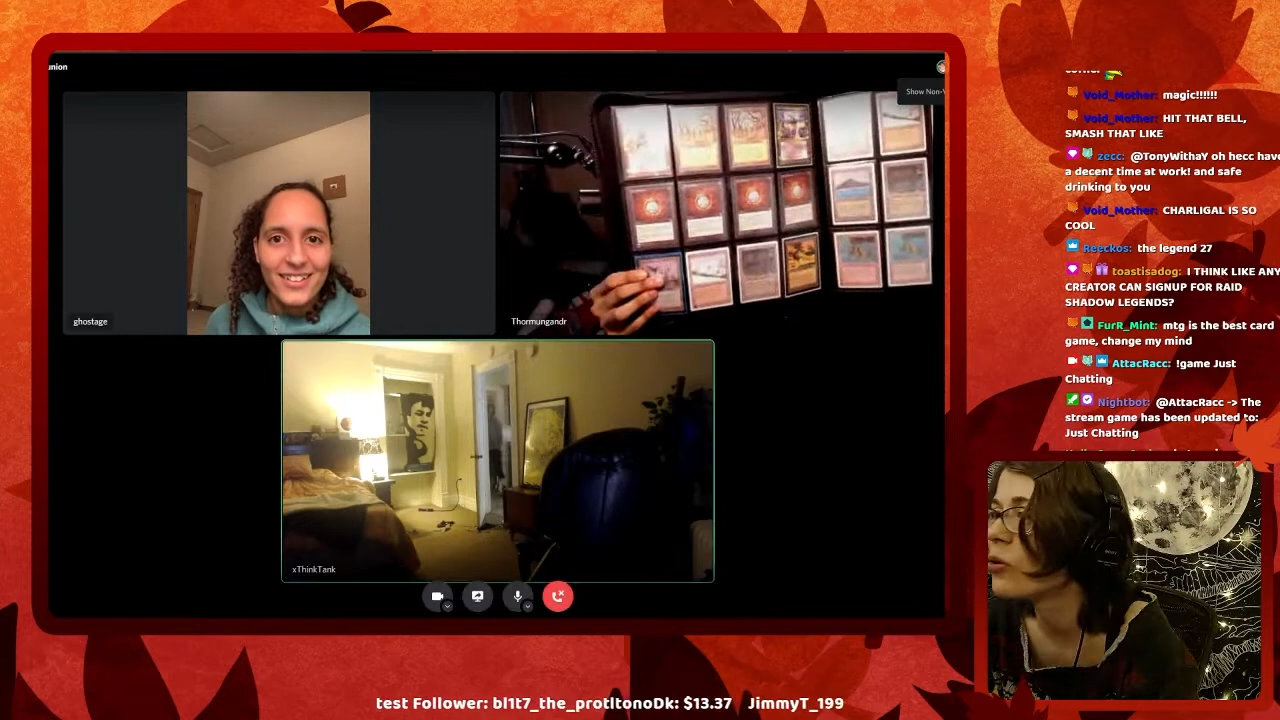 union
Show Non-V
ghostage
Thormungandr
xThinkTank
Void_Mother: magic!!!!!!
Void_Mother: HIT THAT BELL,
SMASH THAT LIKE
zecc: @TonyWithaY oh hecc have
a decent time at work! and safe
drinking to you
Void_Mother: CHARLIGAL IS SO
COOL
Reeckos: the legend 27
toastisadog: I THINK LIKE ANY
CREATOR CAN SIGNUP FOR RAID
SHADOW LEGENDS?
FurR_Mint: mtg is the best card
game, change my mind
AttacRacc: !game Just
Chatting
Nightbot: @AttacRacc -> The
stream game has been updated to:
Just Chatting
test Follower: bl1t7_the_protltonoDk: $13.37 JimmyT_199